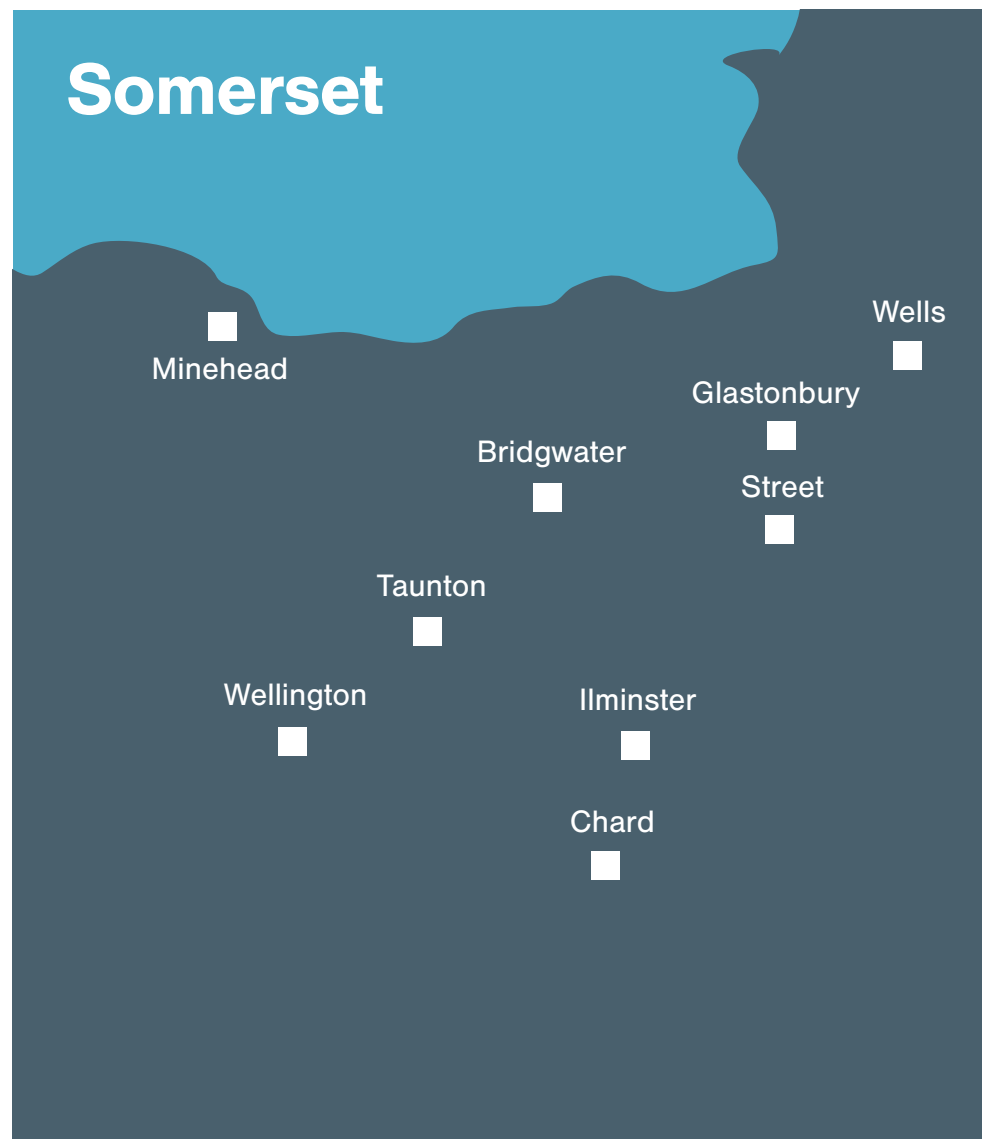 Somerset
Wells
Minehead
Glastonbury
Bridgwater
Street
Taunton
Wellington
Ilminster
Chard